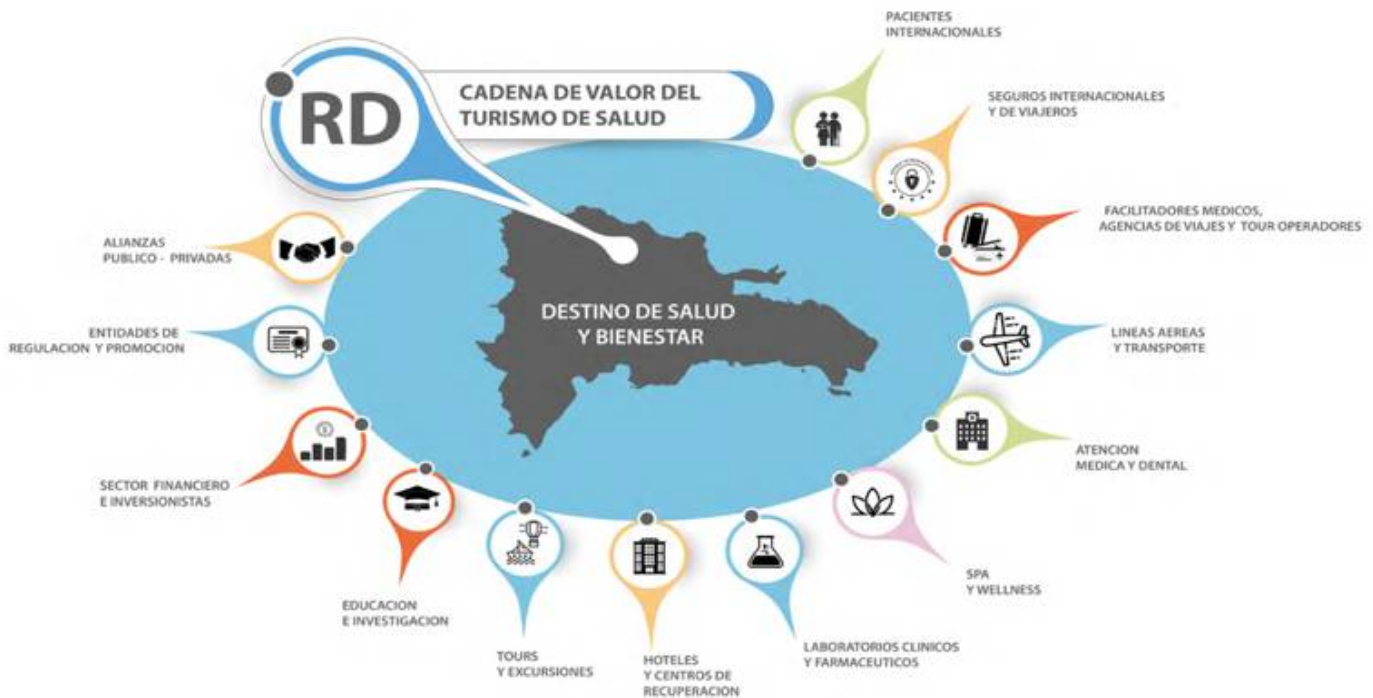 RD
CADENA DE VALOR DEL
TURISMO DE SALUD
DESTINO DE SALUD
Y BIENESTAR
PACIENTES
INTERNACIONALES
SEGUROS INTERNACIONALES
Y DE VIAJEROS
FACILITADORES MEDICOS,
AGENCIAS DE VIAJES Y TOUR OPERADORES
LINEAS AEREAS
Y TRANSPORTE
ATENCION
MEDICA Y DENTAL
SPA
Y WELLNESS
LABORATORIOS CLINICOS
Y FARMACEUTICOS
HOTELES
Y CENTROS DE
RECUPERACION
TOURS
Y EXCURSIONES
EDUCACION
E INVESTIGACION
SECTOR FINANCIERO
E INVERSIONISTAS
ENTIDADES DE
REGULACION Y PROMOCION
ALIANZAS
PUBLICO - PRIVADAS